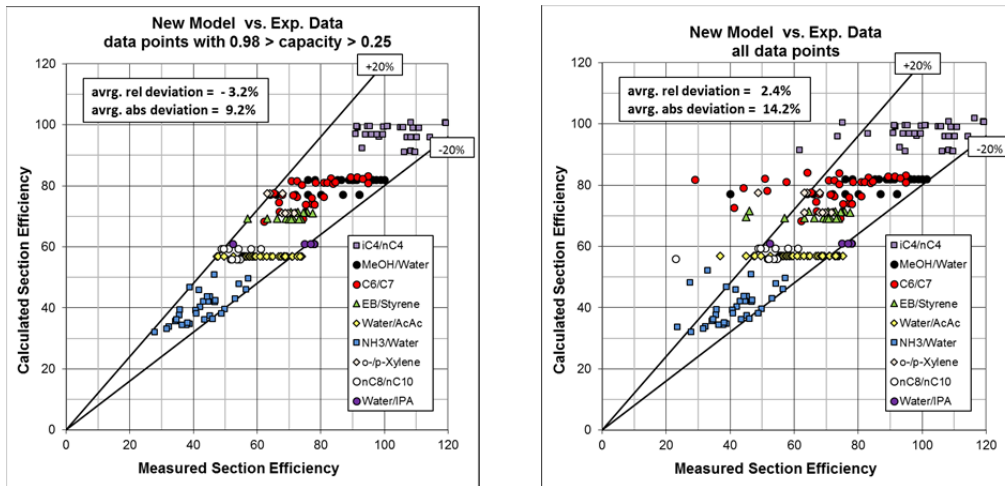 New Model vs. Exp. Data
data points with 0.98 > capacity > 0.25
120
100
80
60
40
20
0
0
20
40
60
80
100
120
Calculated Section Efficiency
Measured Section Efficiency
avrg. rel deviation = - 3.2%
avrg. abs deviation = 9.2%
+20%
-20%
iC4/nC4
MeOH/Water
C6/C7
EB/Styrene
Water/AcAc
NH3/Water
o-/p-Xylene
nC8/nC10
Water/IPA
New Model vs. Exp. Data
all data points
120
100
80
60
40
20
0
0
20
40
60
80
100
120
Calculated Section Efficiency
Measured Section Efficiency
avrg. rel deviation = 2.4%
avrg. abs deviation = 14.2%
+20%
-20%
iC4/nC4
MeOH/Water
C6/C7
EB/Styrene
Water/AcAc
NH3/Water
o-/p-Xylene
nC8/nC10
Water/IPA